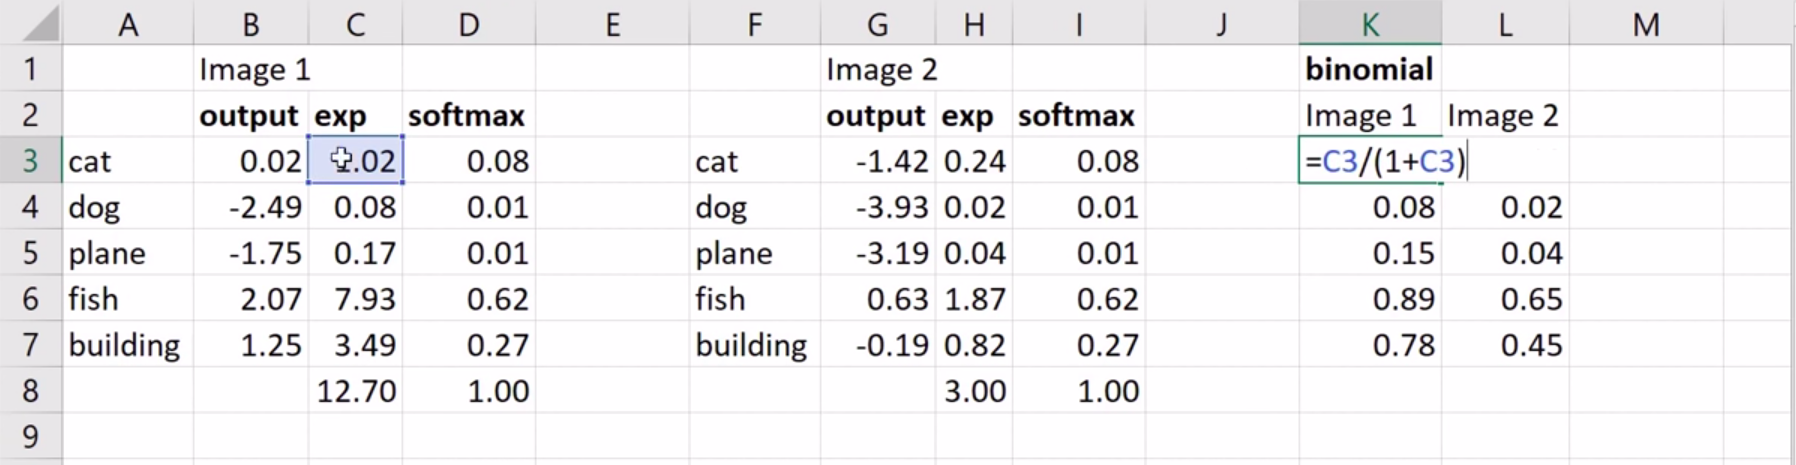 A B C D E F G H I J K L M
1 Image 1 Image 2 binomial
2 output exp softmax output exp softmax Image 1 Image 2
3 cat 0.02 1.02 0.08 cat -1.42 0.24 0.08 =C3/(1+C3)
4 dog -2.49 0.08 0.01 dog -3.93 0.02 0.01 0.08 0.02
5 plane -1.75 0.17 0.01 plane -3.19 0.04 0.01 0.15 0.04
6 fish 2.07 7.93 0.62 fish 0.63 1.87 0.62 0.89 0.65
7 building 1.25 3.49 0.27 building -0.19 0.82 0.27 0.78 0.45
8 12.70 1.00 3.00 1.00
9